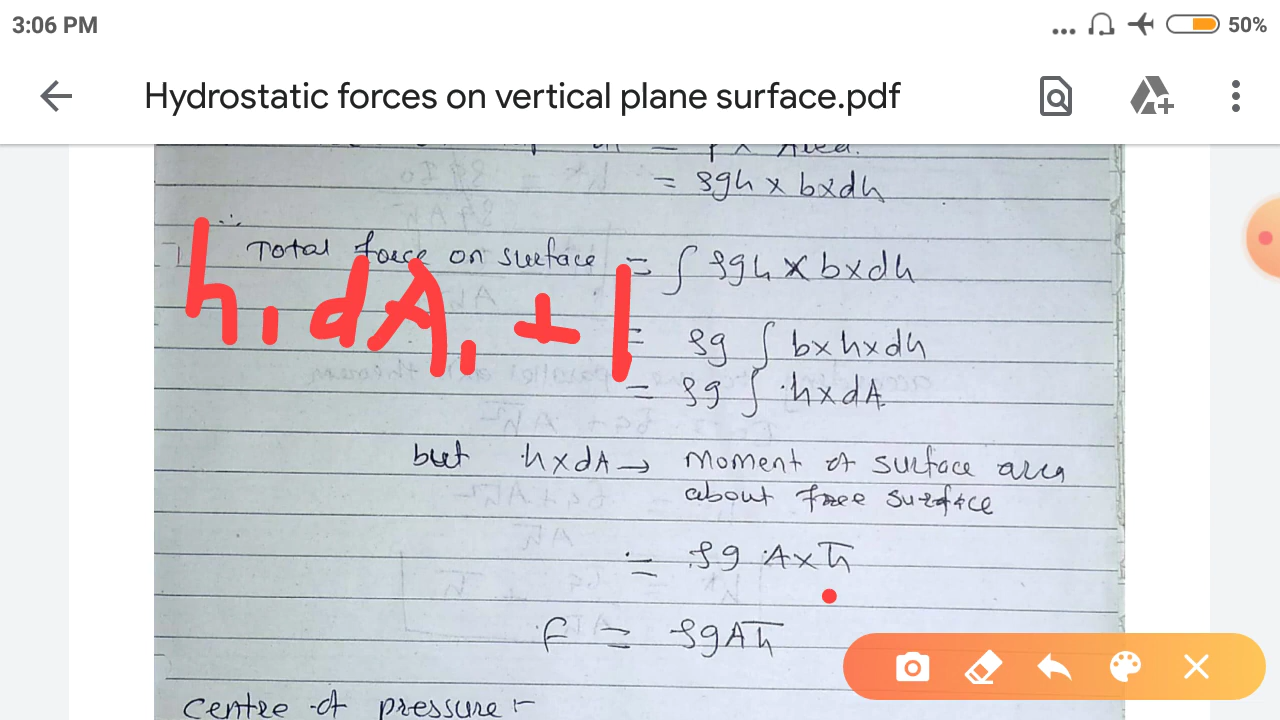 3:06 PM ... 50%
Hydrostatic forces on vertical plane surface.pdf
= ρgh × b×dh
∴ Total force on surface = ∫ ρgh × b×dh
h₁dA₁ +
= ρg ∫ b×h×dh
= ρg ∫ h×dA
but h×dA → Moment of surface area
about free surface
= ρg A×h̄
F = ρgAh̄
Centre of pressure :-